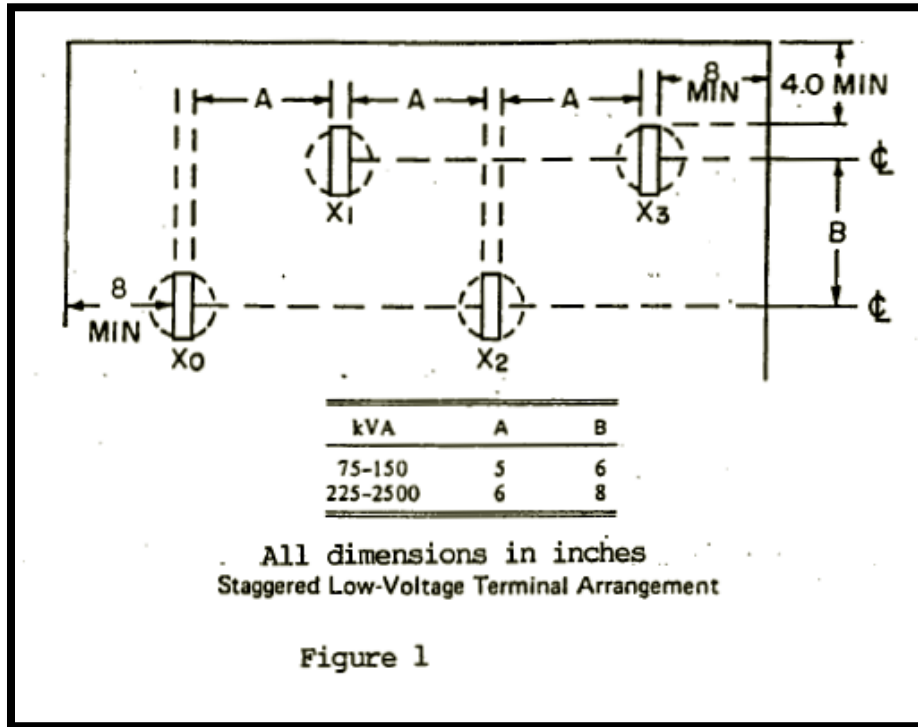 A A A 8 MIN 4.0 MIN
X1 X3 ℄
B
8 MIN ℄
X0 X2
kVA A B
75-150 5 6
225-2500 6 8
All dimensions in inches
Staggered Low-Voltage Terminal Arrangement
Figure 1